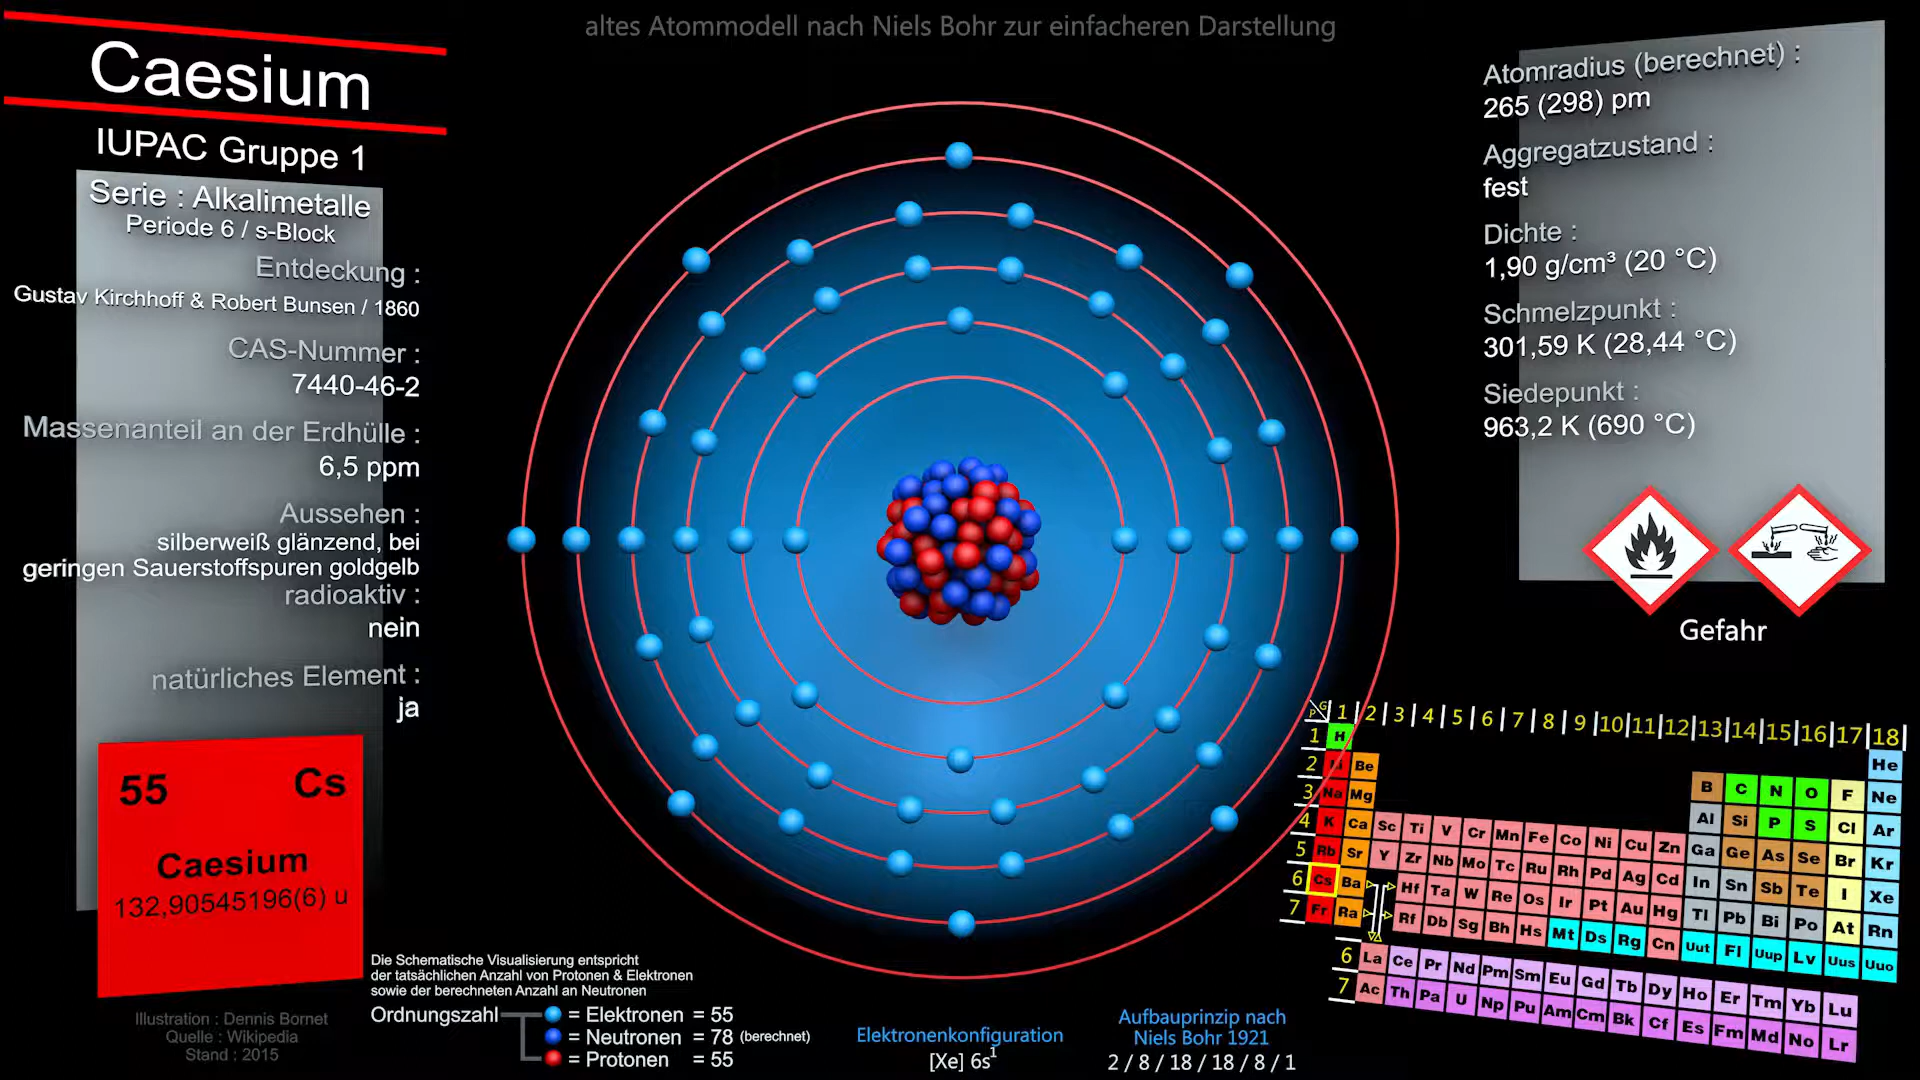 altes Atommodell nach Niels Bohr zur einfacheren Darstellung
Caesium
IUPAC Gruppe 1
Serie : Alkalimetalle
Periode 6 / s-Block
Entdeckung :
Gustav Kirchhoff & Robert Bunsen / 1860
CAS-Nummer :
7440-46-2
Massenanteil an der Erdhülle :
6,5 ppm
Aussehen :
silberweiß glänzend, bei
geringen Sauerstoffspuren goldgelb
radioaktiv :
nein
natürliches Element :
ja
55 Cs
Caesium
132,90545196(6) u
Illustration : Dennis Bornet
Quelle : Wikipedia
Stand : 2015
Die Schematische Visualisierung entspricht
der tatsächlichen Anzahl von Protonen & Elektronen
sowie der berechneten Anzahl an Neutronen
Ordnungszahl = Elektronen = 55
= Neutronen = 78 (berechnet)
= Protonen = 55
Elektronenkonfiguration
[Xe] 6s¹
Aufbauprinzip nach
Niels Bohr 1921
2 / 8 / 18 / 18 / 8 / 1
Atomradius (berechnet) :
265 (298) pm
Aggregatzustand :
fest
Dichte :
1,90 g/cm³ (20 °C)
Schmelzpunkt :
301,59 K (28,44 °C)
Siedepunkt :
963,2 K (690 °C)
Gefahr
P G 1 2 3 4 5 6 7 8 9 10 11 12 13 14 15 16 17 18
1 H He
2 Li Be B C N O F Ne
3 Na Mg Al Si P S Cl Ar
4 K Ca Sc Ti V Cr Mn Fe Co Ni Cu Zn Ga Ge As Se Br Kr
5 Rb Sr Y Zr Nb Mo Tc Ru Rh Pd Ag Cd In Sn Sb Te I Xe
6 Cs Ba Hf Ta W Re Os Ir Pt Au Hg Tl Pb Bi Po At Rn
7 Fr Ra Rf Db Sg Bh Hs Mt Ds Rg Cn Uut Fl Uup Lv Uus Uuo
6 La Ce Pr Nd Pm Sm Eu Gd Tb Dy Ho Er Tm Yb Lu
7 Ac Th Pa U Np Pu Am Cm Bk Cf Es Fm Md No Lr